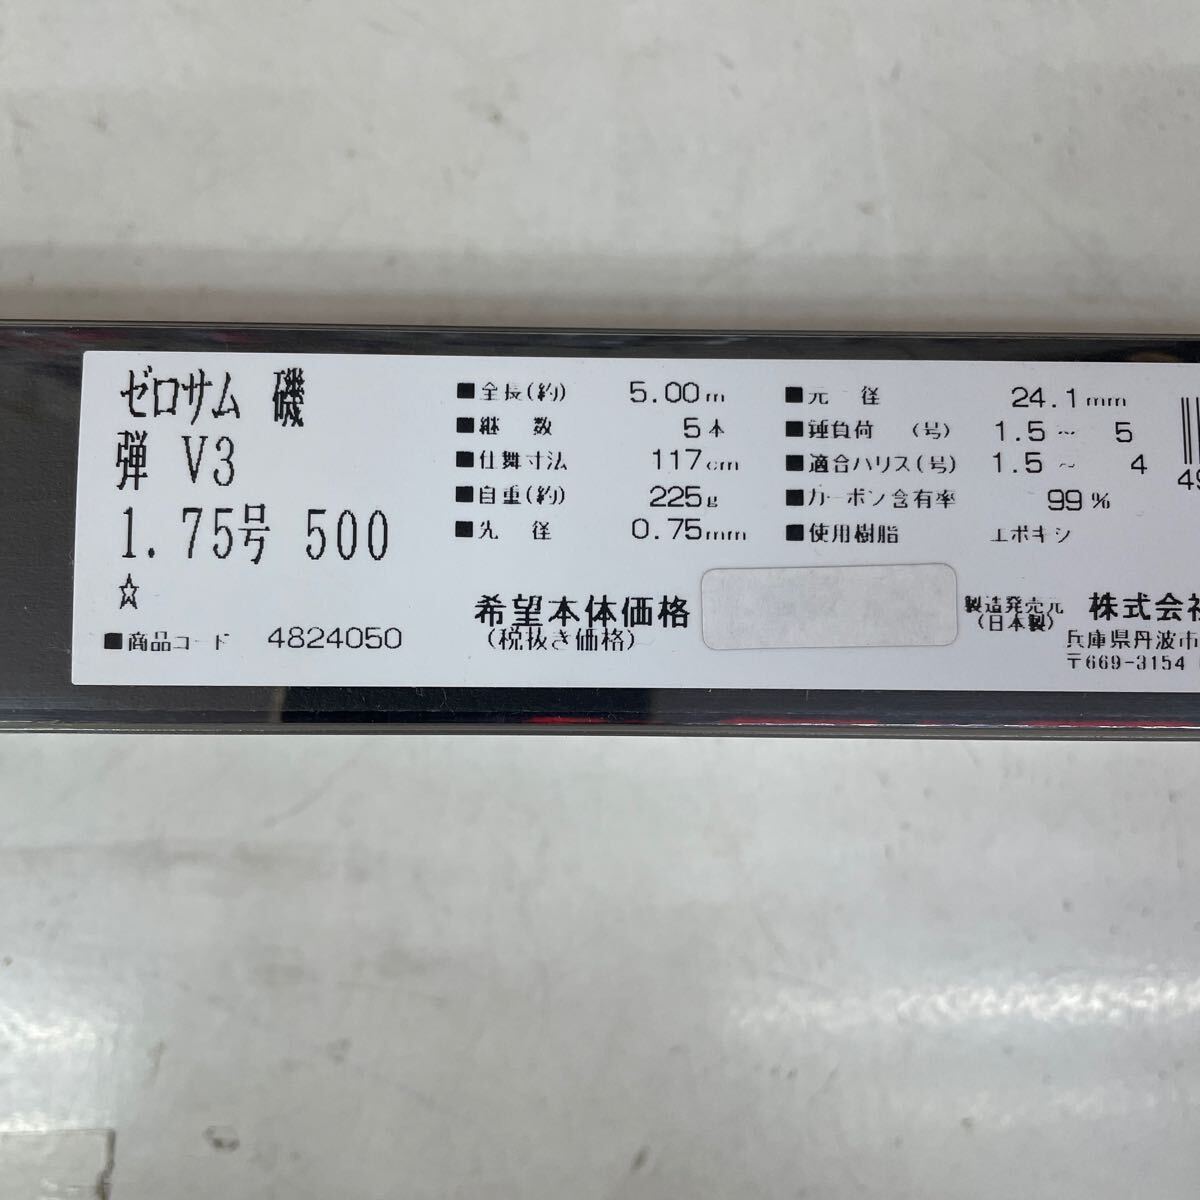 ゼロサム 磯
弾 V3
1.75号 500
☆
■商品コード 4824050
■全長(約) 5.00m
■継 数 5本
■仕舞寸法 117cm
■自重(約) 225g
■先 径 0.75mm
■元 径 24.1mm
■錘負荷 (号) 1.5～ 5
■適合ハリス(号) 1.5～ 4
■カーボン含有率 99%
■使用樹脂 エポキシ
希望本体価格
(税抜き価格)
製造発売元
(日本製)
株式会社
兵庫県丹波市
〒669-3154
49